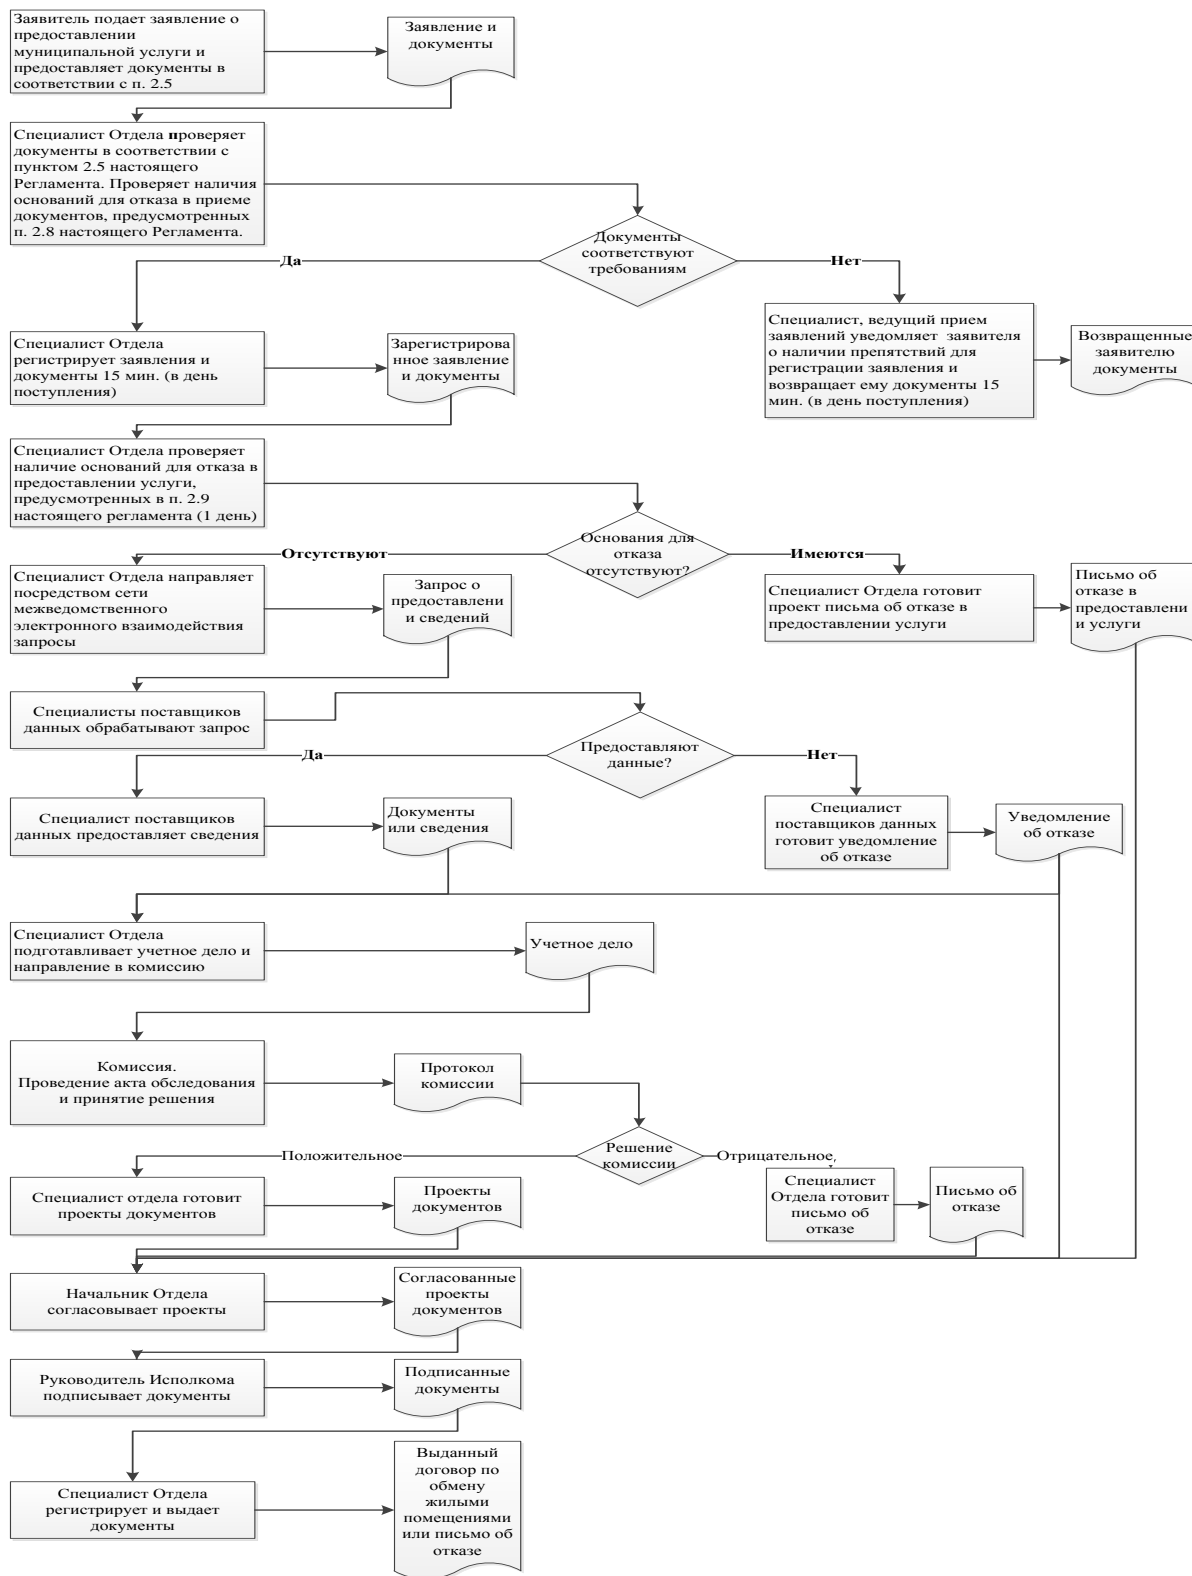 Заявитель подает заявление о
предоставлении
муниципальной услуги и
предоставляет документы в
соответствии с п. 2.5
Заявление и
документы
Специалист Отдела проверяет
документы в соответствии с
пунктом 2.5 настоящего
Регламента. Проверяет наличия
оснований для отказа в приеме
документов, предусмотренных
п. 2.8 настоящего Регламента.
Документы
соответствуют
требованиям
Да
Нет
Специалист Отдела
регистрирует заявления и
документы 15 мин. (в день
поступления)
Зарегистрирова
нное заявление
и документы
Специалист, ведущий прием
заявлений уведомляет заявителя
о наличии препятствий для
регистрации заявления и
возвращает ему документы 15
мин. (в день поступления)
Возвращенные
заявителю
документы
Специалист Отдела проверяет
наличие оснований для отказа в
предоставлении услуги,
предусмотренных в п. 2.9
настоящего регламента (1 день)
Основания для
отказа
отсутствуют?
Отсутствуют
Имеются
Специалист Отдела направляет
посредством сети
межведомственного
электронного взаимодействия
запросы
Запрос о
предоставлени
и сведений
Специалист Отдела готовит
проект письма об отказе в
предоставлении услуги
Письмо об
отказе в
предоставлени
и услуги
Специалисты поставщиков
данных обрабатывают запрос
Предоставляют
данные?
Да
Нет
Специалист поставщиков
данных предоставляет сведения
Документы
или сведения
Специалист
поставщиков данных
готовит уведомление
об отказе
Уведомление
об отказе
Специалист Отдела
подготавливает учетное дело и
направление в комиссию
Учетное дело
Комиссия.
Проведение акта обследования
и принятие решения
Протокол
комиссии
Решение
комиссии
Положительное
Отрицательное,
Специалист отдела готовит
проекты документов
Проекты
документов
Специалист
Отдела готовит
письмо об
отказе
Письмо об
отказе
Начальник Отдела
согласовывает проекты
Согласованные
проекты
документов
Руководитель Исполкома
подписывает документы
Подписанные
документы
Специалист Отдела
регистрирует и выдает
документы
Выданный
договор по
обмену
жилыми
помещениями
или письмо об
отказе